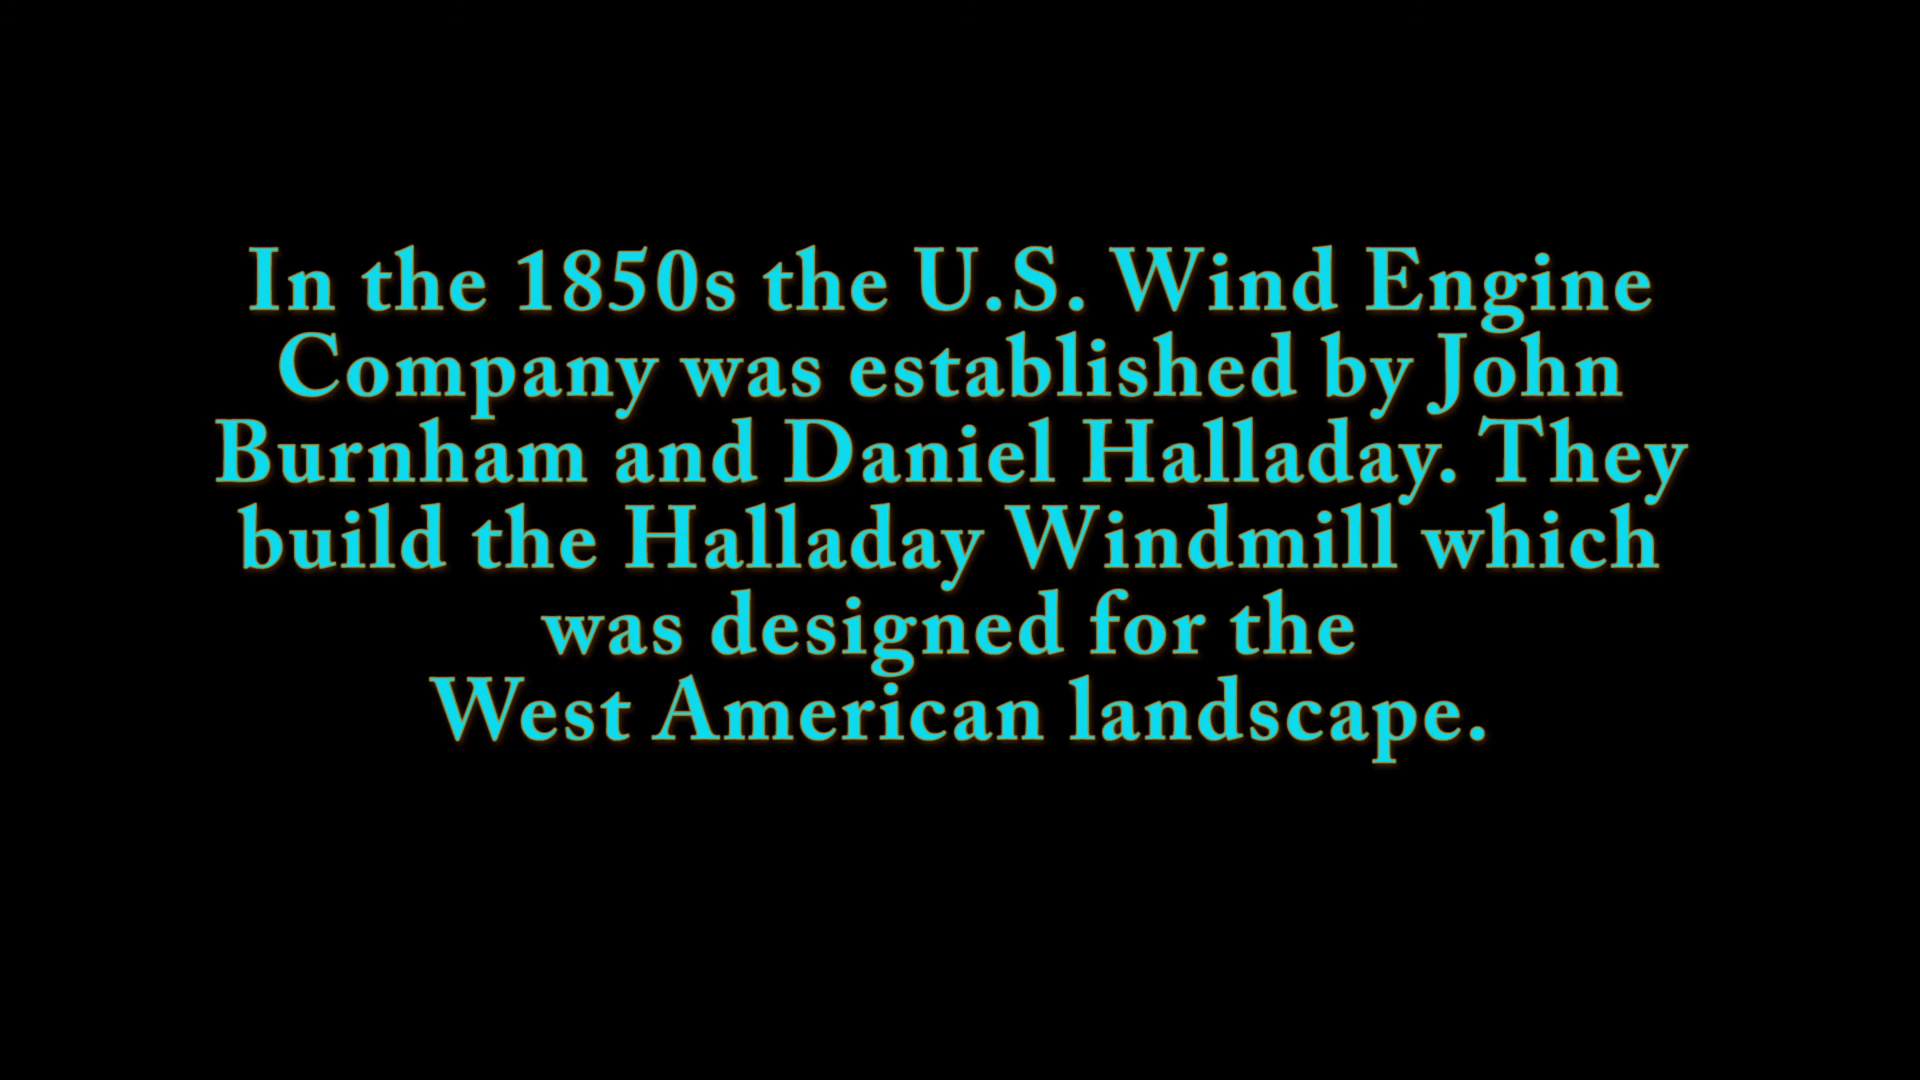 In the 1850s the U.S. Wind Engine
Company was established by John
Burnham and Daniel Halladay. They
build the Halladay Windmill which
was designed for the
West American landscape.